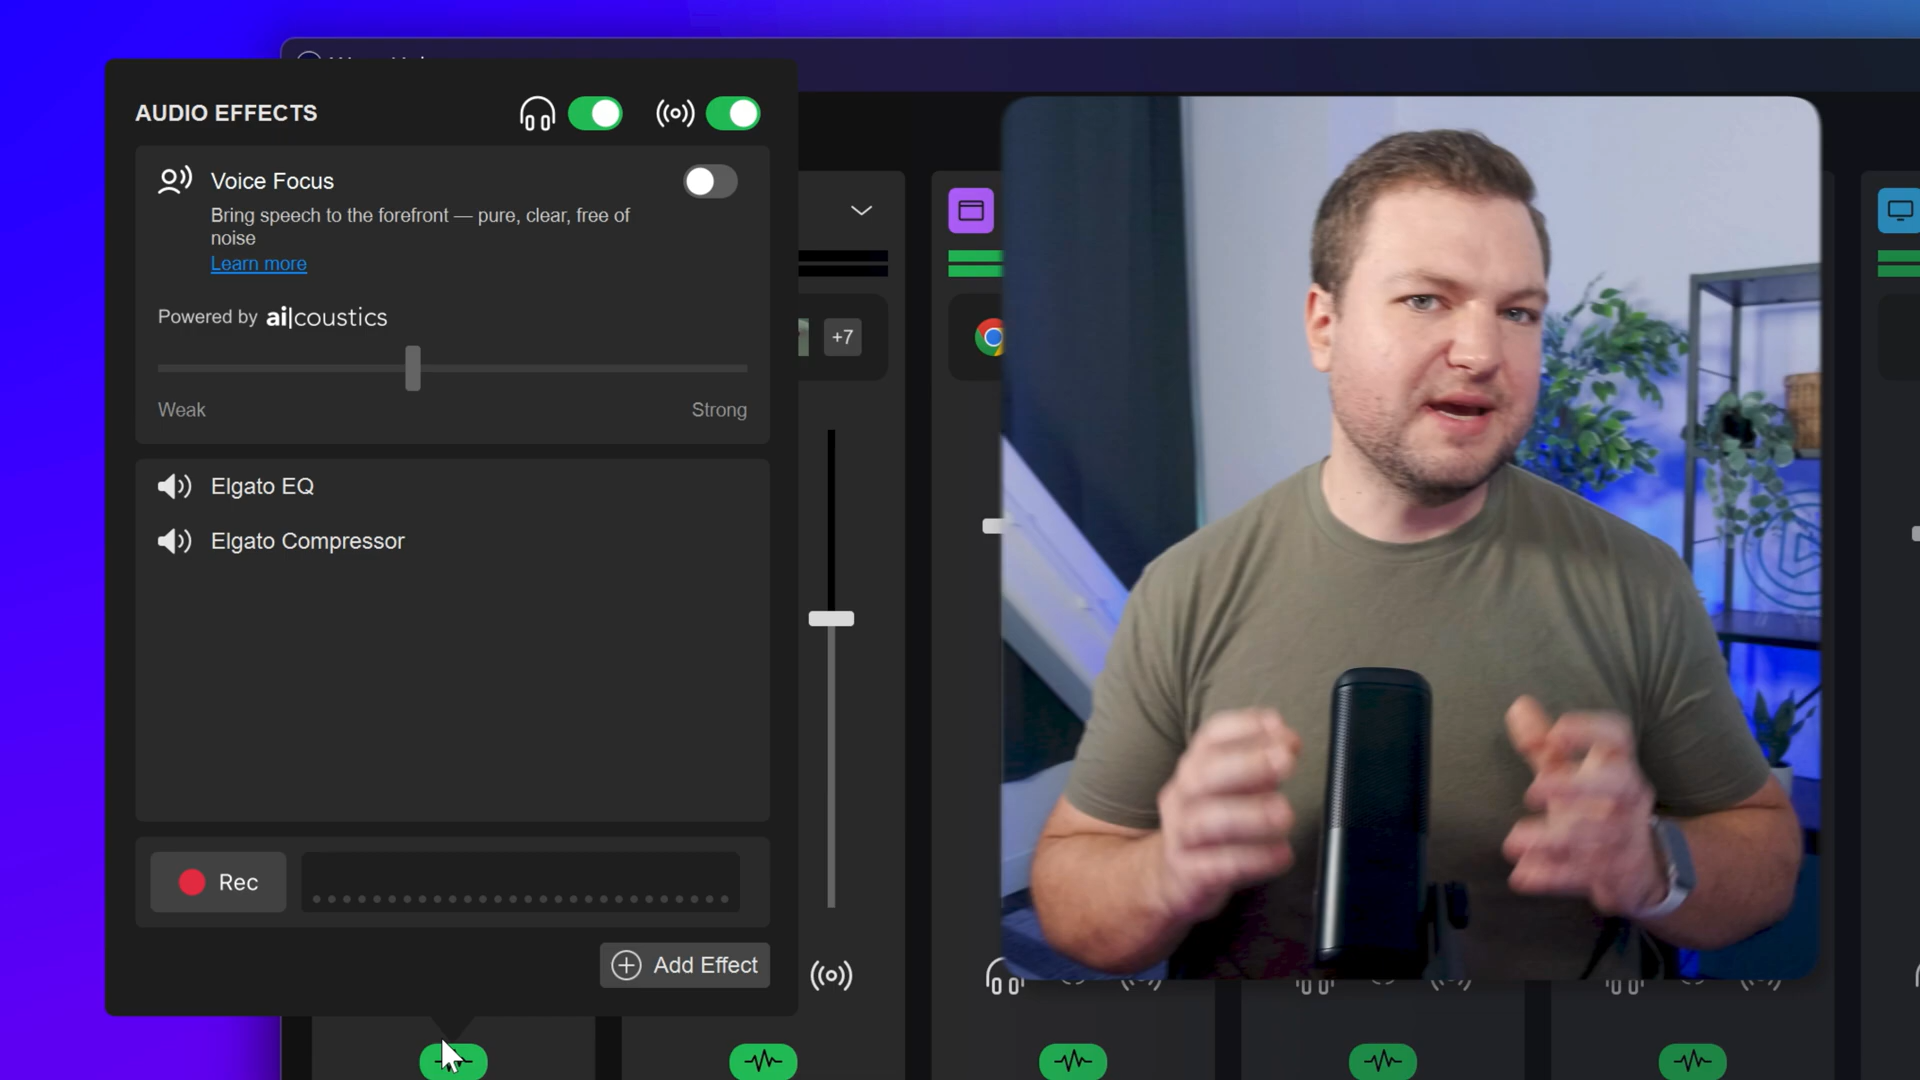 AUDIO EFFECTS
Voice Focus
Bring speech to the forefront — pure, clear, free of
noise
Learn more
Powered by ai|coustics
Weak
Strong
+7
Elgato EQ
Elgato Compressor
Rec
Add Effect